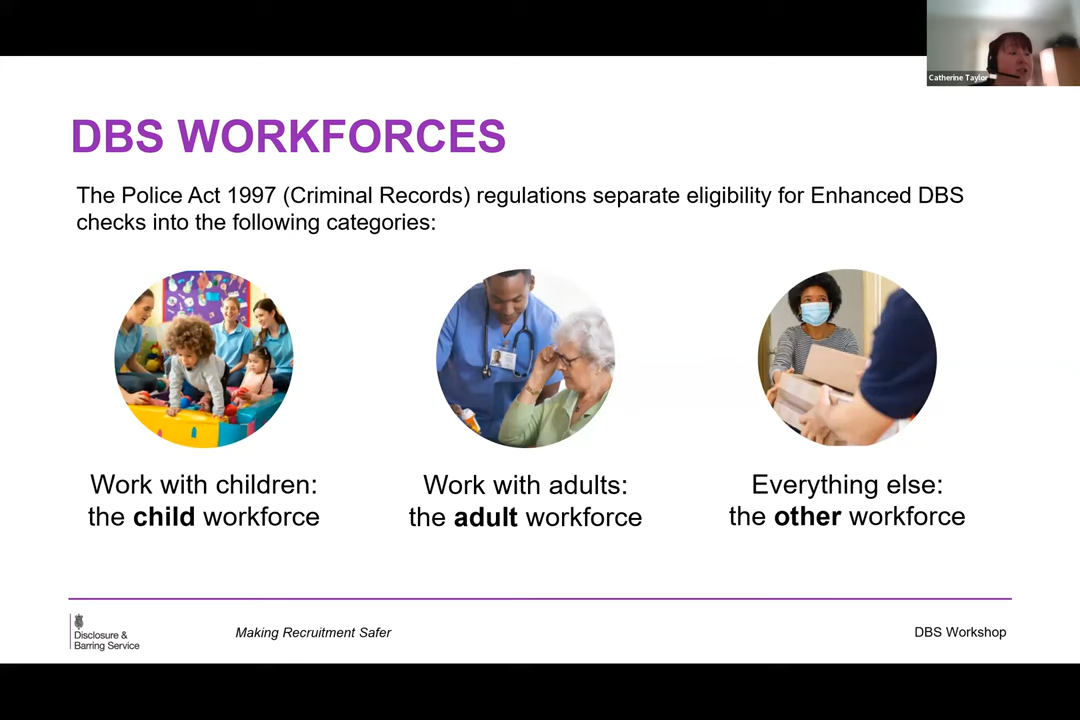 Catherine Taylor
DBS WORKFORCES
The Police Act 1997 (Criminal Records) regulations separate eligibility for Enhanced DBS
checks into the following categories:
Work with children:
the child workforce
Work with adults:
the adult workforce
Everything else:
the other workforce
Disclosure &
Barring Service
Making Recruitment Safer
DBS Workshop